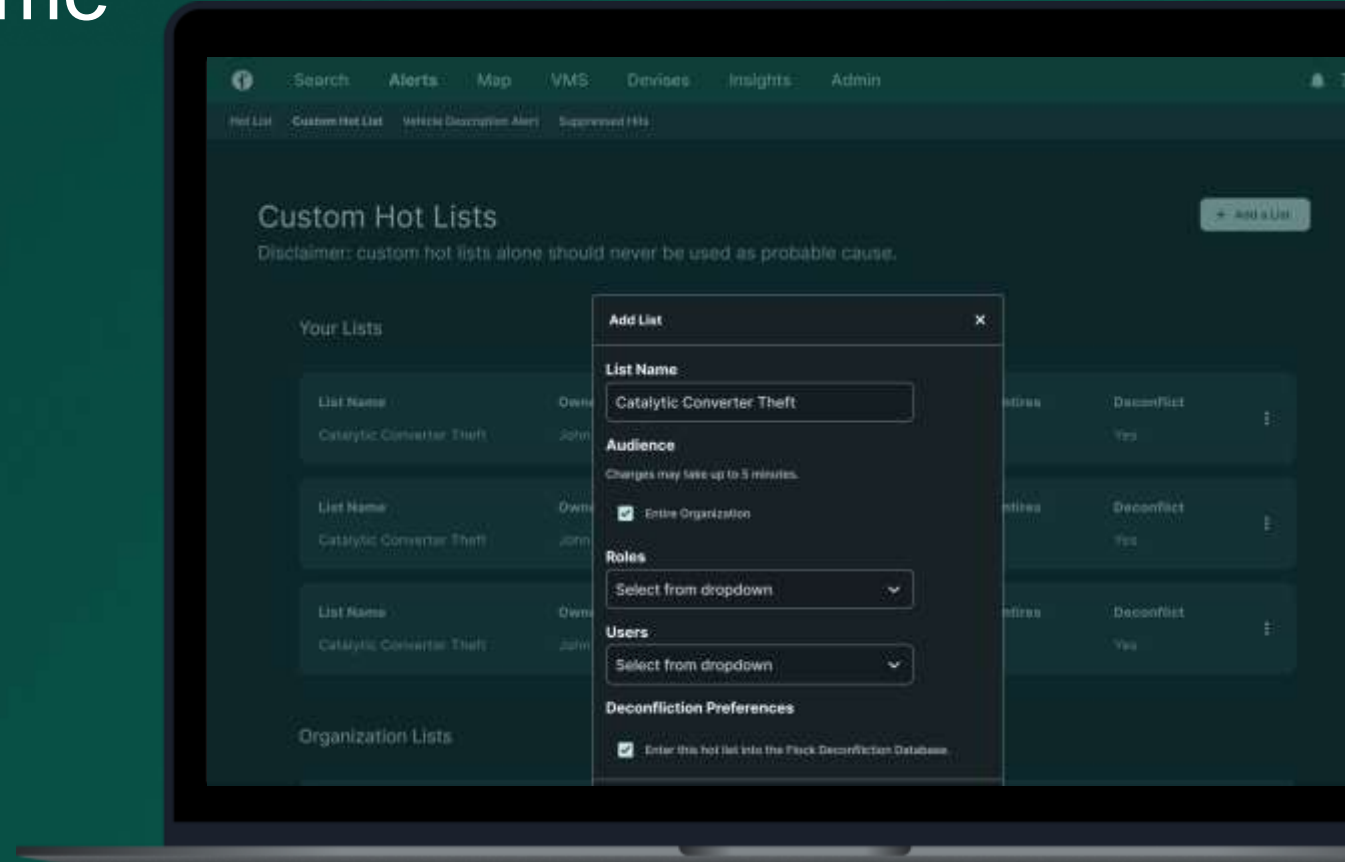 Search Alerts Map VMS Devises Insights Admin
Hot List Custom Hot List Vehicle Description Alert Suppressed Hits
Custom Hot Lists
+ Add a List
Disclaimer: custom hot lists alone should never be used as probable cause.
Your Lists
Add List ×
List Name
Catalytic Converter Theft
Audience
Changes may take up to 5 minutes.
Entire Organization
Roles
Select from dropdown
Users
Select from dropdown
Deconfliction Preferences
Enter this hot list into the Flock Deconfliction Database.
List Name Deconflict
Catalytic Converter Theft John Yes
List Name Deconflict
Catalytic Converter Theft John Yes
List Name Deconflict
Catalytic Converter Theft John Yes
Organization Lists